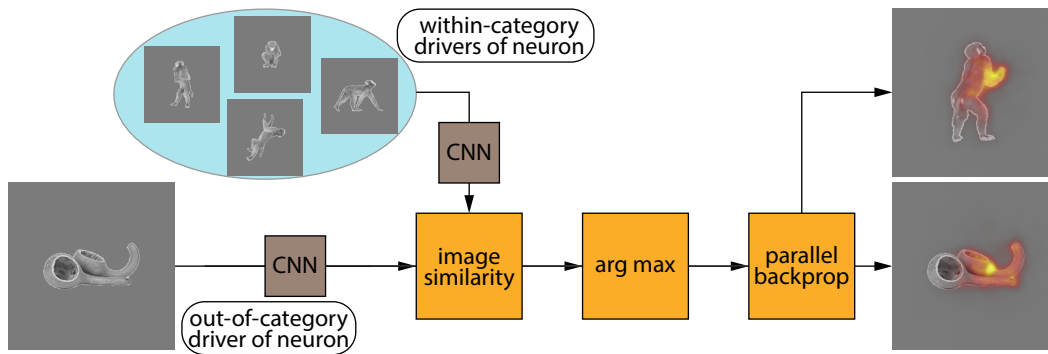 within-category
drivers of neuron
CNN
CNN
image
similarity
arg max
parallel
backprop
out-of-category
driver of neuron